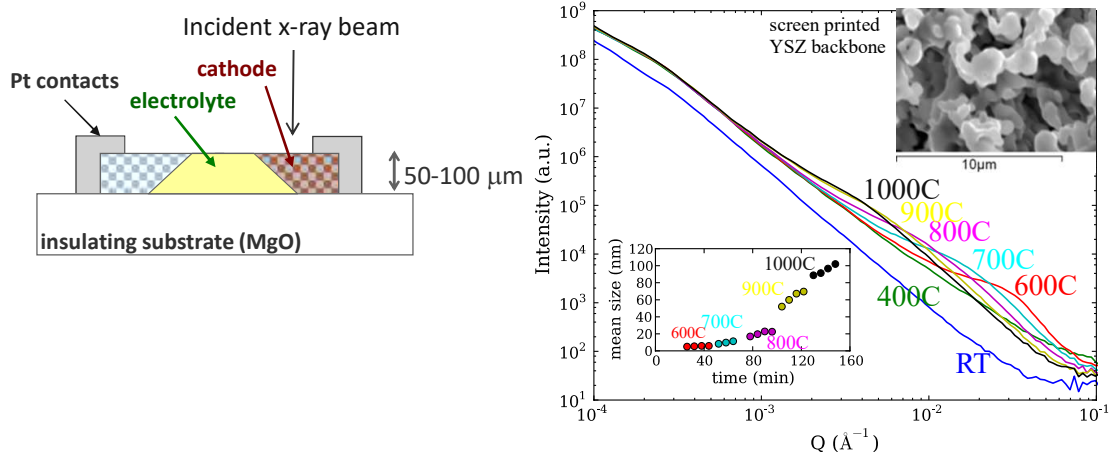 Incident x-ray beam
cathode
Pt contacts
electrolyte
50-100 μm
insulating substrate (MgO)
Intensity (a.u.)
10^9
10^8
10^7
10^6
10^5
10^4
10^3
10^2
10^1
screen printed
YSZ backbone
10μm
1000C
900C
800C
700C
600C
400C
RT
mean size (nm)
120
100
80
60
40
20
0
1000C
900C
700C
600C
800C
0 40 80 120 160
time (min)
10^-4 10^-3 10^-2 10^-1
Q (Å^-1)